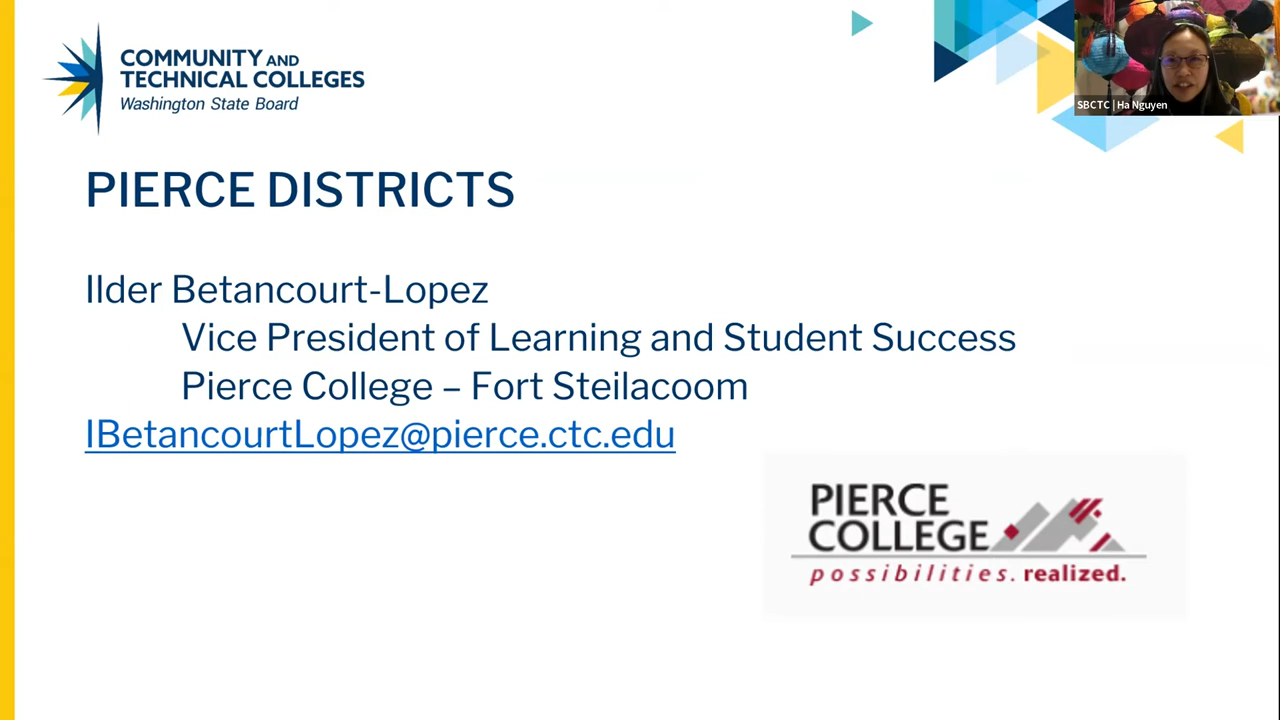 COMMUNITY AND
TECHNICAL COLLEGES
Washington State Board
SBCTC | Ha Nguyen
PIERCE DISTRICTS
Ilder Betancourt-Lopez
Vice President of Learning and Student Success
Pierce College – Fort Steilacoom
IBetancourtLopez@pierce.ctc.edu
PIERCE
COLLEGE
possibilities. realized.